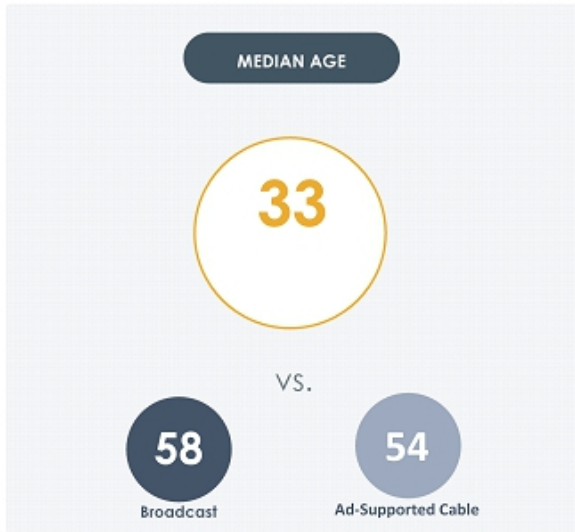 MEDIAN AGE
33
VS.
58
54
Broadcast
Ad-Supported Cable